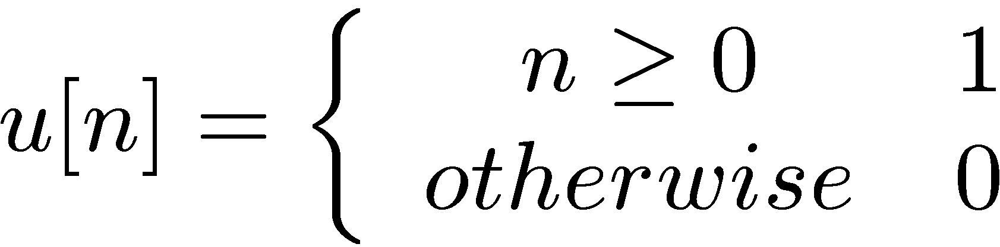 u[n] = { n ≥ 0 1
otherwise 0